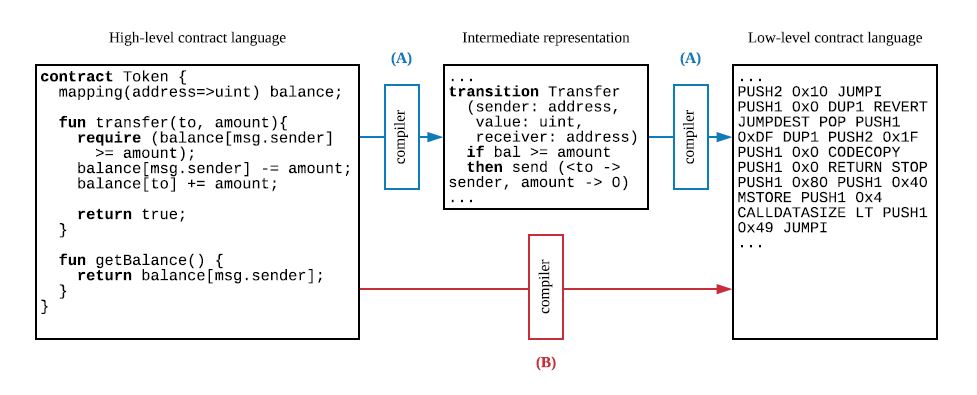 High-level contract language
contract Token {
mapping(address=>uint) balance;
fun transfer(to, amount){
require (balance[msg.sender]
>= amount);
balance[msg.sender] -= amount;
balance[to] += amount;
return true;
}
fun getBalance() {
return balance[msg.sender];
}
}
(A)
compiler
Intermediate representation
...
transition Transfer
(sender: address,
value: uint,
receiver: address)
if bal >= amount
then send (<to ->
sender, amount -> 0)
...
(A)
compiler
Low-level contract language
...
PUSH2 0x10 JUMPI
PUSH1 0x0 DUP1 REVERT
JUMPDEST POP PUSH1
0xDF DUP1 PUSH2 0x1F
PUSH1 0x0 CODECOPY
PUSH1 0x0 RETURN STOP
PUSH1 0x80 PUSH1 0x40
MSTORE PUSH1 0x4
CALLDATASIZE LT PUSH1
0x49 JUMPI
...
compiler
(B)